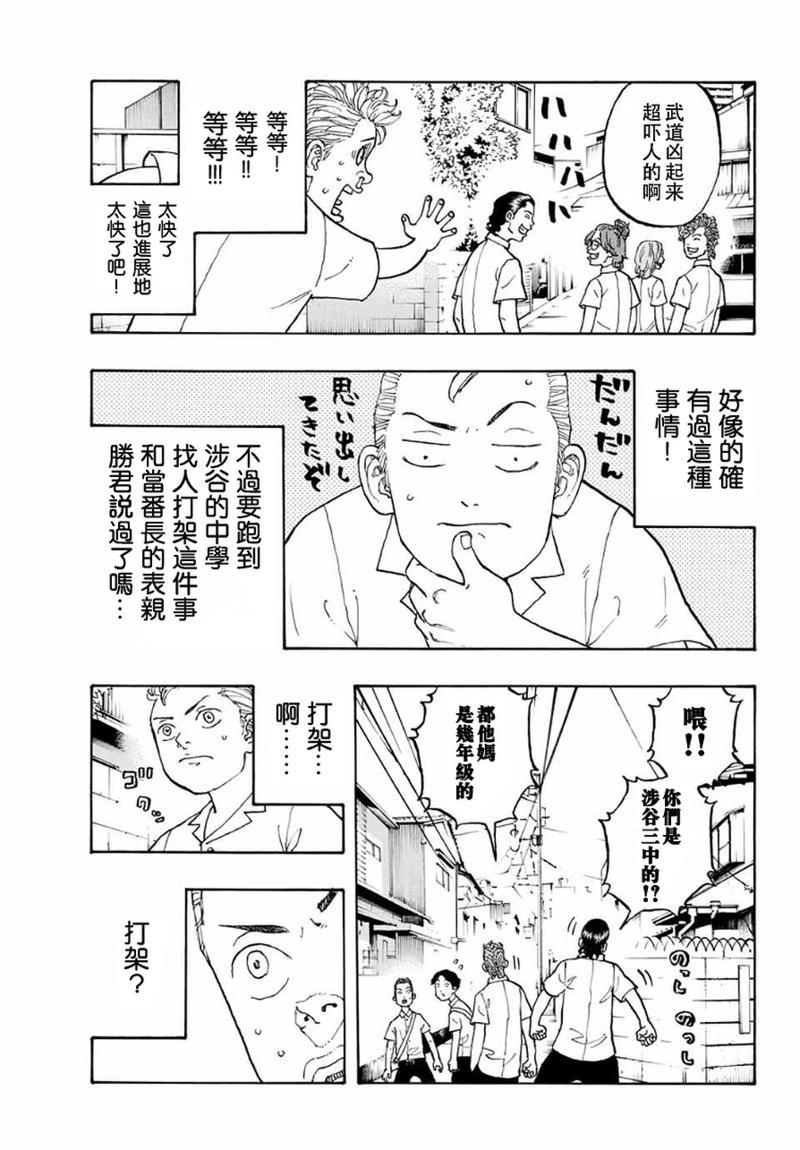 武道凶起来
超吓人的啊
ハハハハ
等等！
等等!!
等等!!!
太快了
這也進展地
太快了吧！
好像的確
有過這種
事情！
だんだん
思い出し
てきたぞ
不過要跑到
涉谷的中學
找人打架這件事
和當番長的表親
勝君説過了嗎…
喂!!
你們是
涉谷三中的!?
都他媽
是幾年級的
のっし
のっし
打架…
啊……
ゴクッ
打架？